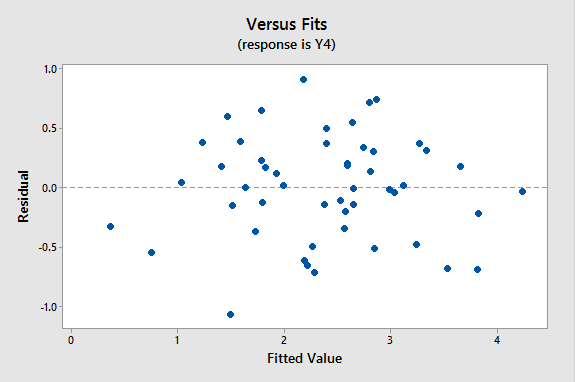 Versus Fits
(response is Y4)
1.0
0.5
0.0
-0.5
-1.0
Residual
0 1 2 3 4
Fitted Value